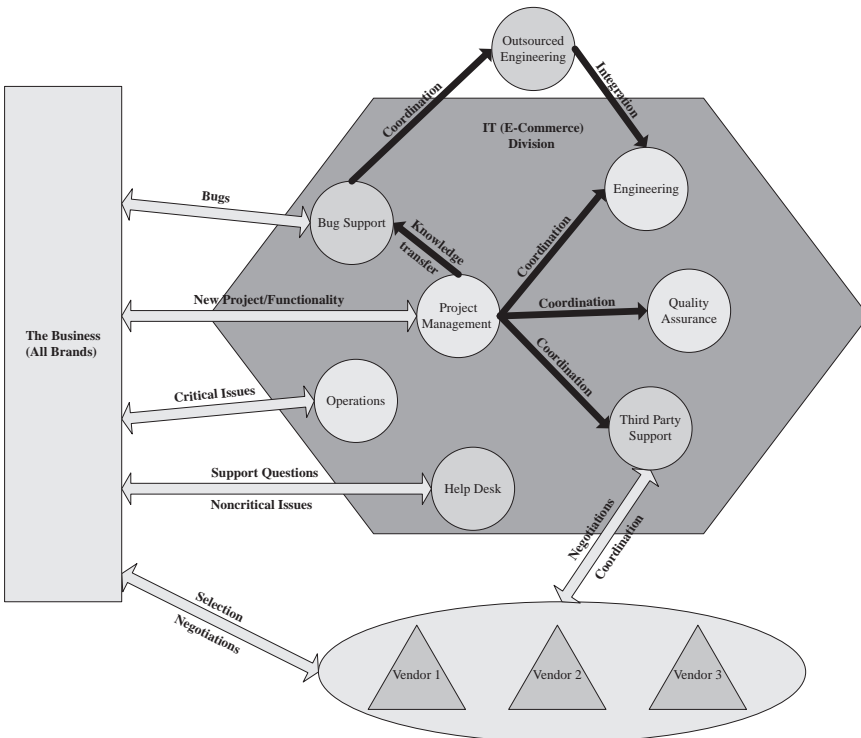 Outsourced
Engineering
Coordination
Integration
IT (E-Commerce)
Division
Engineering
Bugs
Bug Support
Knowledge
transfer
Coordination
New Project/Functionality
Project
Management
Coordination
Quality
Assurance
The Business
(All Brands)
Coordination
Critical Issues
Operations
Third Party
Support
Support Questions
Noncritical Issues
Help Desk
Negotiations
Coordination
Selection
Negotiations
Vendor 1
Vendor 2
Vendor 3